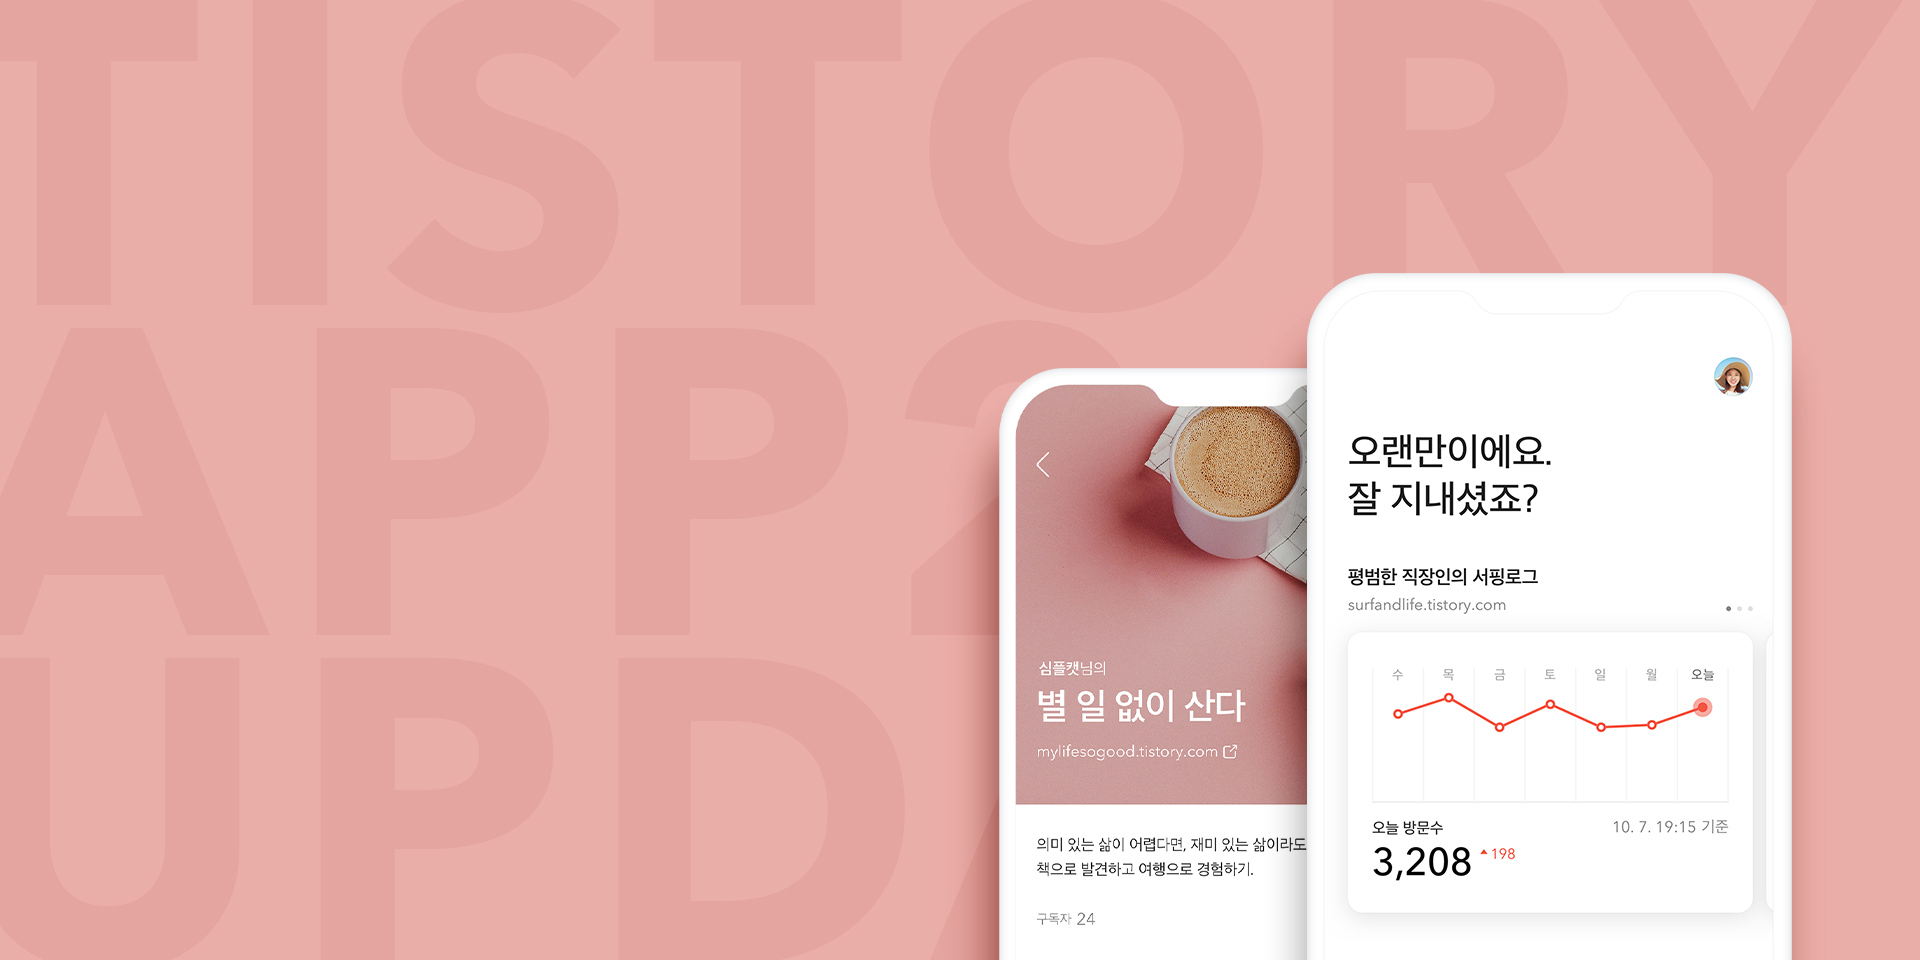 TISTORY
APP2
UPDA
심플캣님의
별 일 없이 산다
mylifesogood.tistory.com
의미 있는 삶이 어렵다면, 재미 있는 삶이라도
책으로 발견하고 여행으로 경험하기.
구독자 24
오랜만이에요.
잘 지내셨죠?
평범한 직장인의 서핑로그
surfandlife.tistory.com
수 목 금 토 일 월 오늘
오늘 방문수
10. 7. 19:15 기준
3,208 198